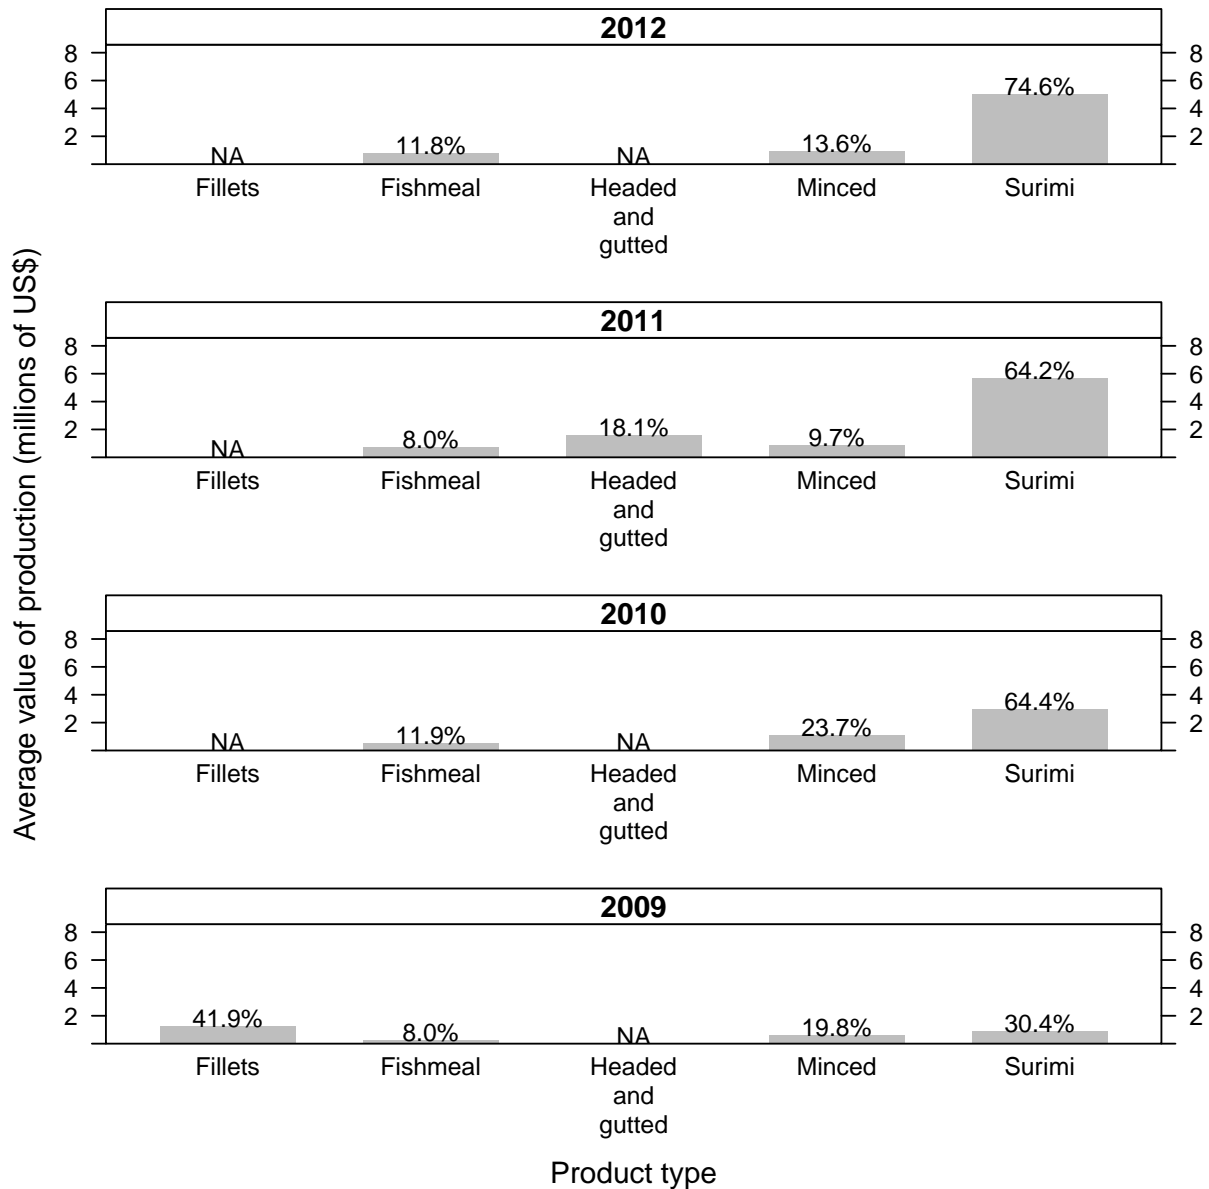 2012
8 8
6 6
4 4
2 2
NA 11.8% NA 13.6% 74.6%
Fillets Fishmeal Headed Minced Surimi
and
gutted
2011
8 8
6 6
4 4
2 2
NA 8.0% 18.1% 9.7% 64.2%
Fillets Fishmeal Headed Minced Surimi
and
gutted
2010
8 8
6 6
4 4
2 2
NA 11.9% NA 23.7% 64.4%
Fillets Fishmeal Headed Minced Surimi
and
gutted
2009
8 8
6 6
4 4
2 2
41.9% 8.0% NA 19.8% 30.4%
Fillets Fishmeal Headed Minced Surimi
and
gutted
Product type
Average value of production (millions of US$)